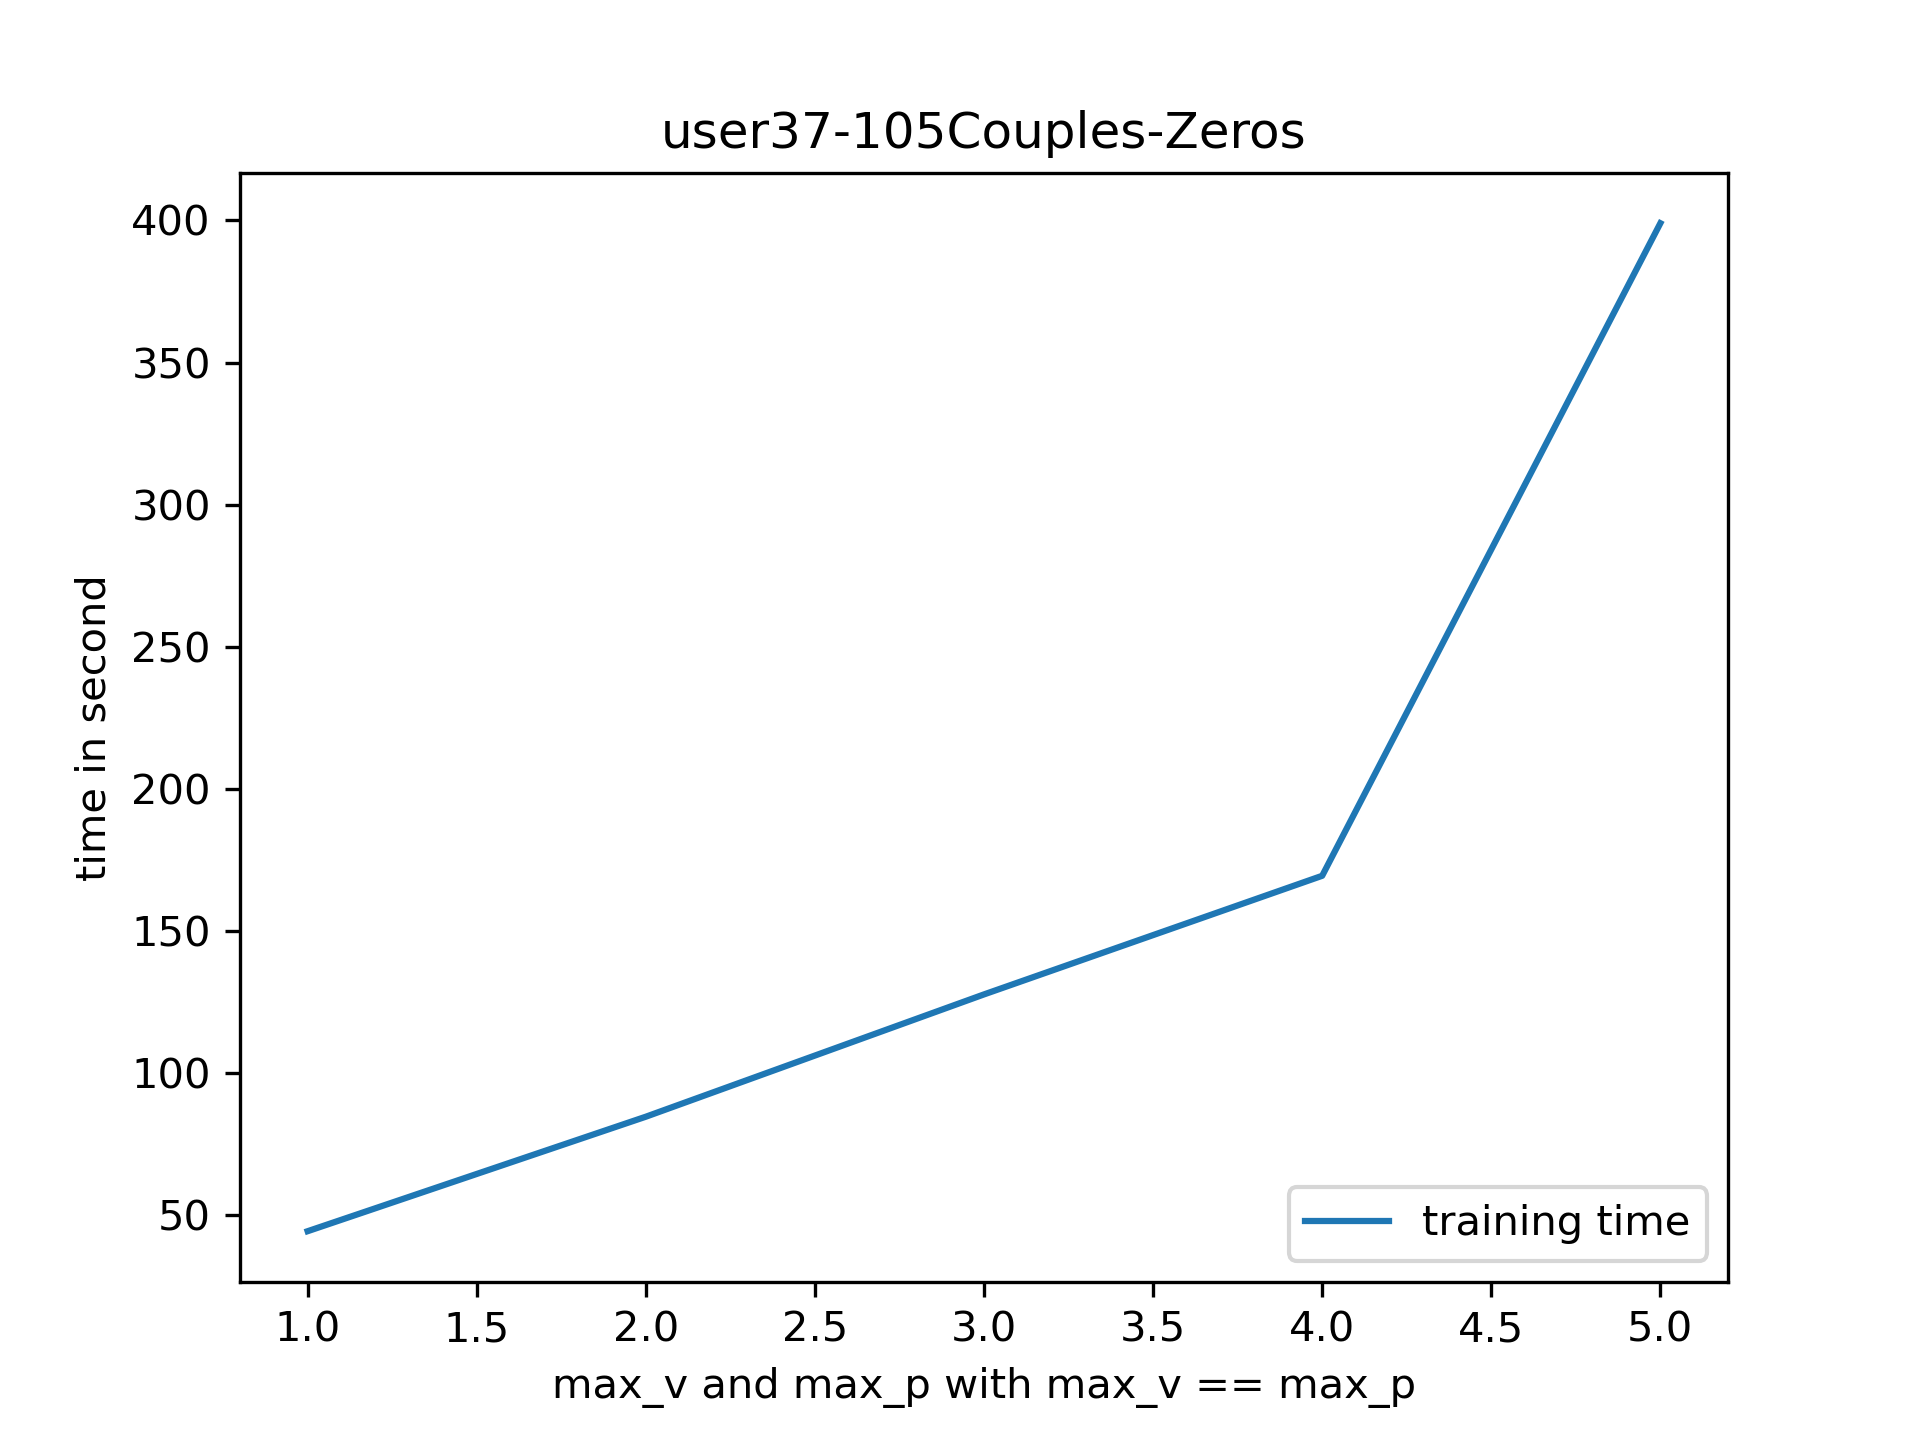 user37-105Couples-Zeros
400
350
300
250
200
150
100
50
time in second
training time
1.0 1.5 2.0 2.5 3.0 3.5 4.0 4.5 5.0
max_v and max_p with max_v == max_p